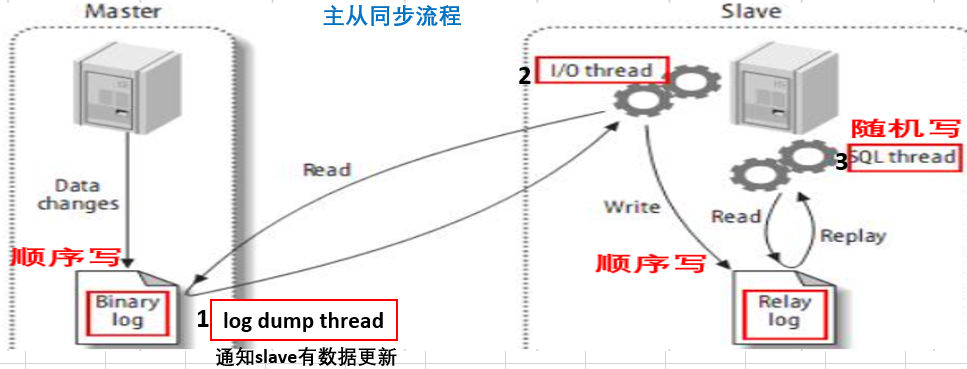 主从同步流程
Master
Slave
2
I/O thread
随机写
3
SQL thread
Read
Data
changes
Write
Read
Replay
顺序写
顺序写
Binary
log
Relay
log
1
log dump thread
通知slave有数据更新